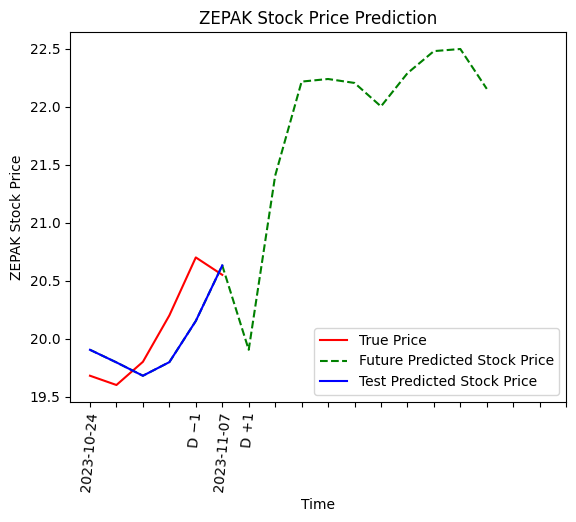 ZEPAK Stock Price Prediction
ZEPAK Stock Price
22.5
22.0
21.5
21.0
20.5
20.0
19.5
True Price
Future Predicted Stock Price
Test Predicted Stock Price
2023-10-24
D −1
2023-11-07
D +1
Time